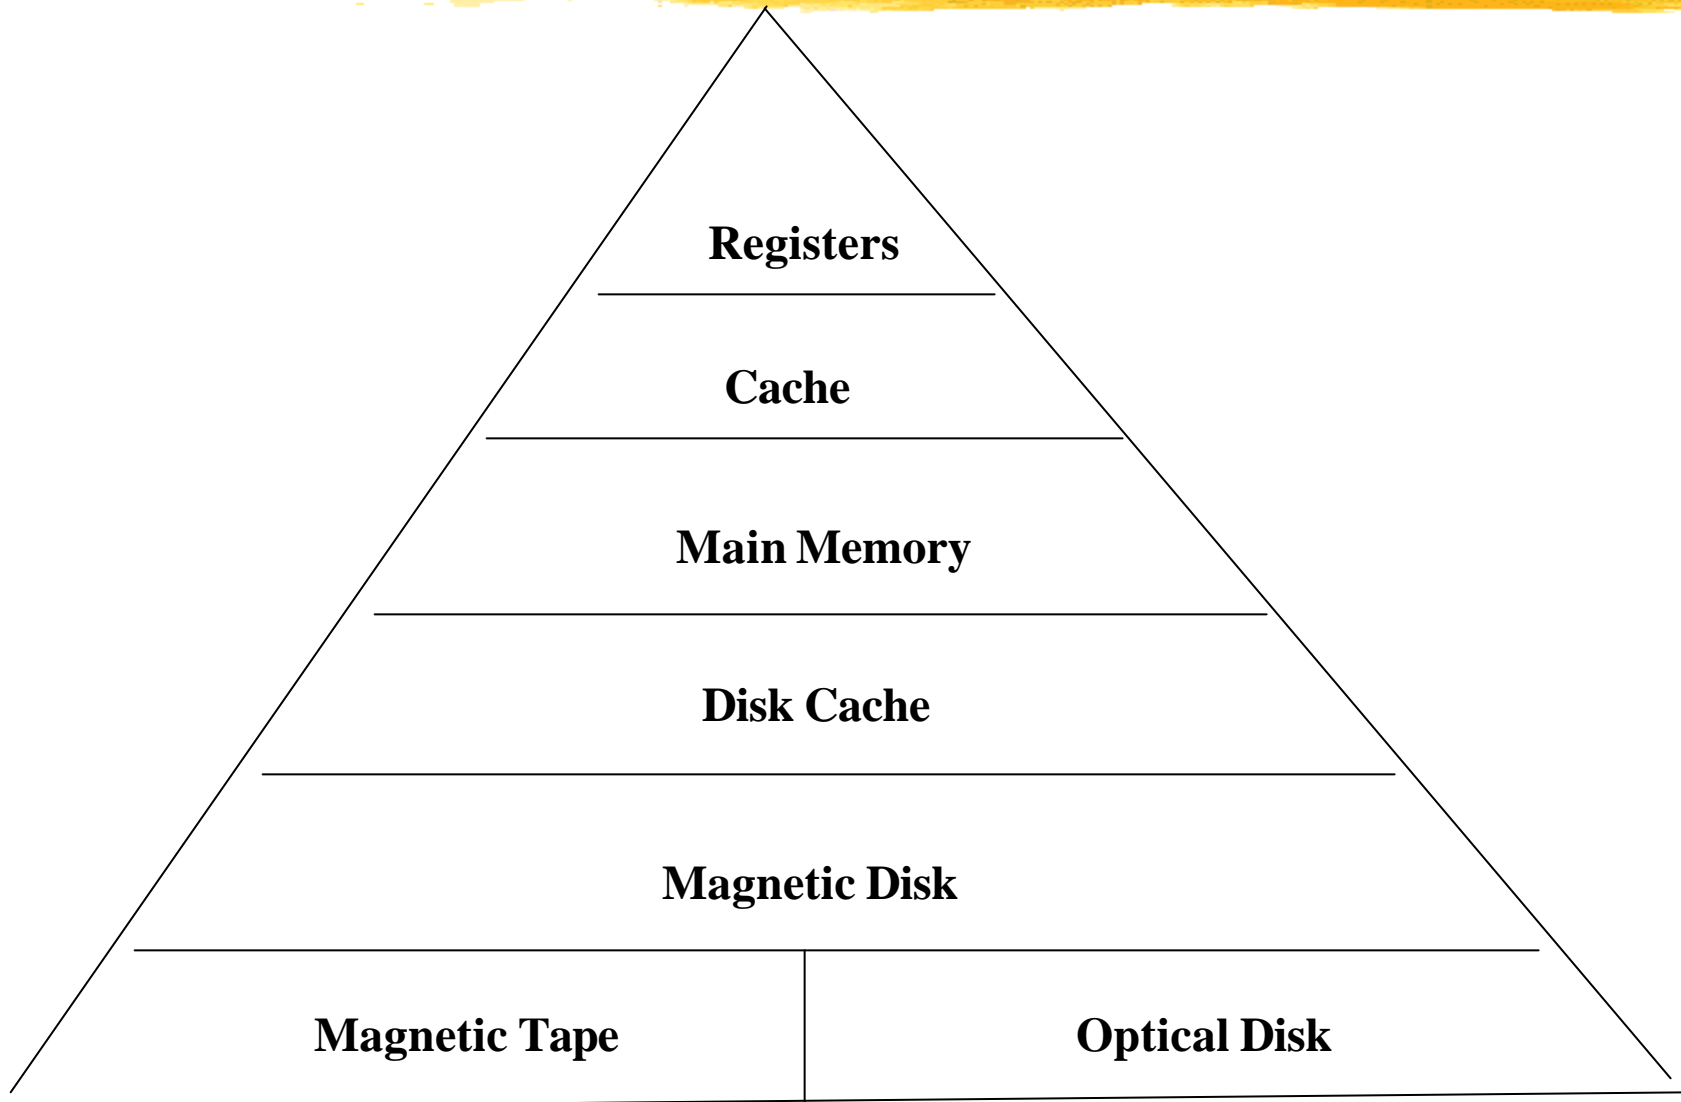 Registers
Cache
Main Memory
Disk Cache
Magnetic Disk
Magnetic Tape
Optical Disk